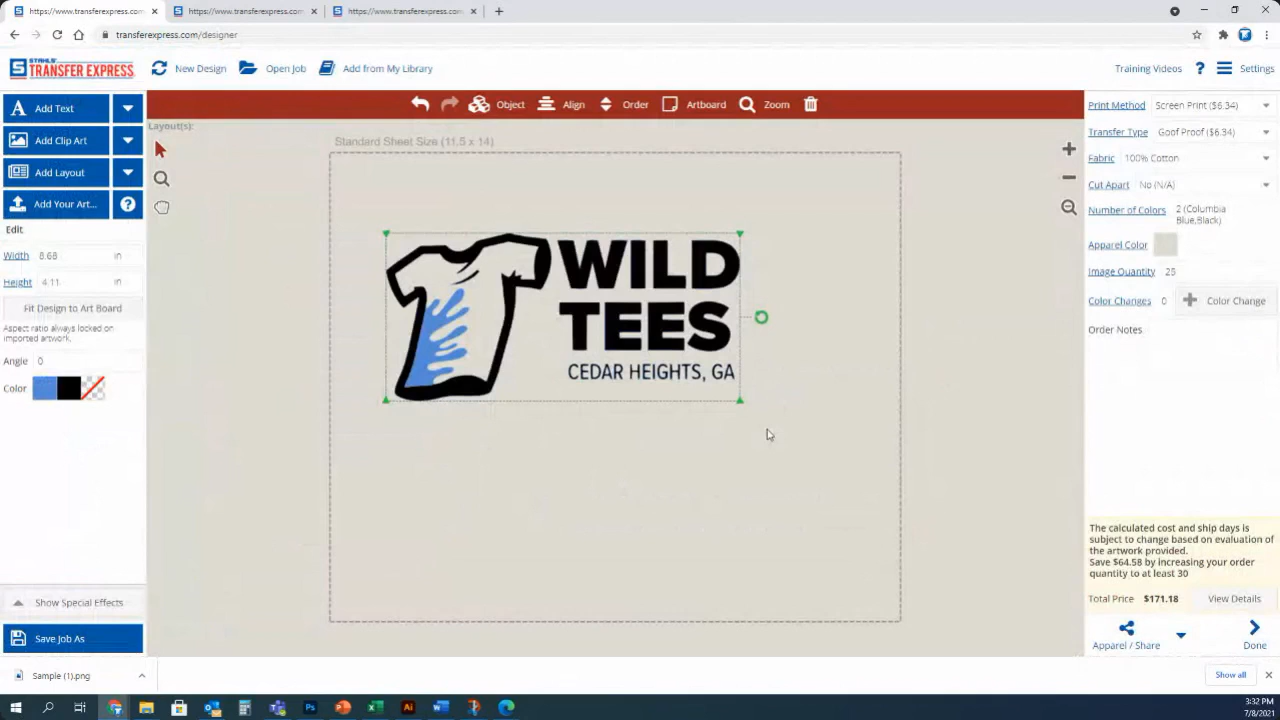 https://www.transferexpress.com/d
https://www.transferexpress.com/d
https://www.transferexpress.com/d
transferexpress.com/designer
STAHLS'
TRANSFER EXPRESS
New Design
Open Job
Add from My Library
Training Videos
?
Settings
Add Text
Add Clip Art
Add Layout
Add Your Art...
?
Object
Align
Order
Artboard
Zoom
Layout(s):
Standard Sheet Size (11.5 x 14)
Edit
Width 8.68 in
Height 4.11 in
Fit Design to Art Board
Aspect ratio always locked on
imported artwork.
Angle 0
Color
Show Special Effects
Save Job As
WILD
TEES
CEDAR HEIGHTS, GA
Print Method Screen Print ($6.34)
Transfer Type Goof Proof ($6.34)
Fabric 100% Cotton
Cut Apart No (N/A)
Number of Colors 2 (Columbia
Blue,Black)
Apparel Color
Image Quantity 25
Color Changes 0 Color Change
Order Notes
The calculated cost and ship days is
subject to change based on evaluation of
the artwork provided.
Save $64.58 by increasing your order
quantity to at least 30
Total Price $171.18 View Details
Apparel / Share
Done
Sample (1).png
Show all
3:32 PM
7/8/2021